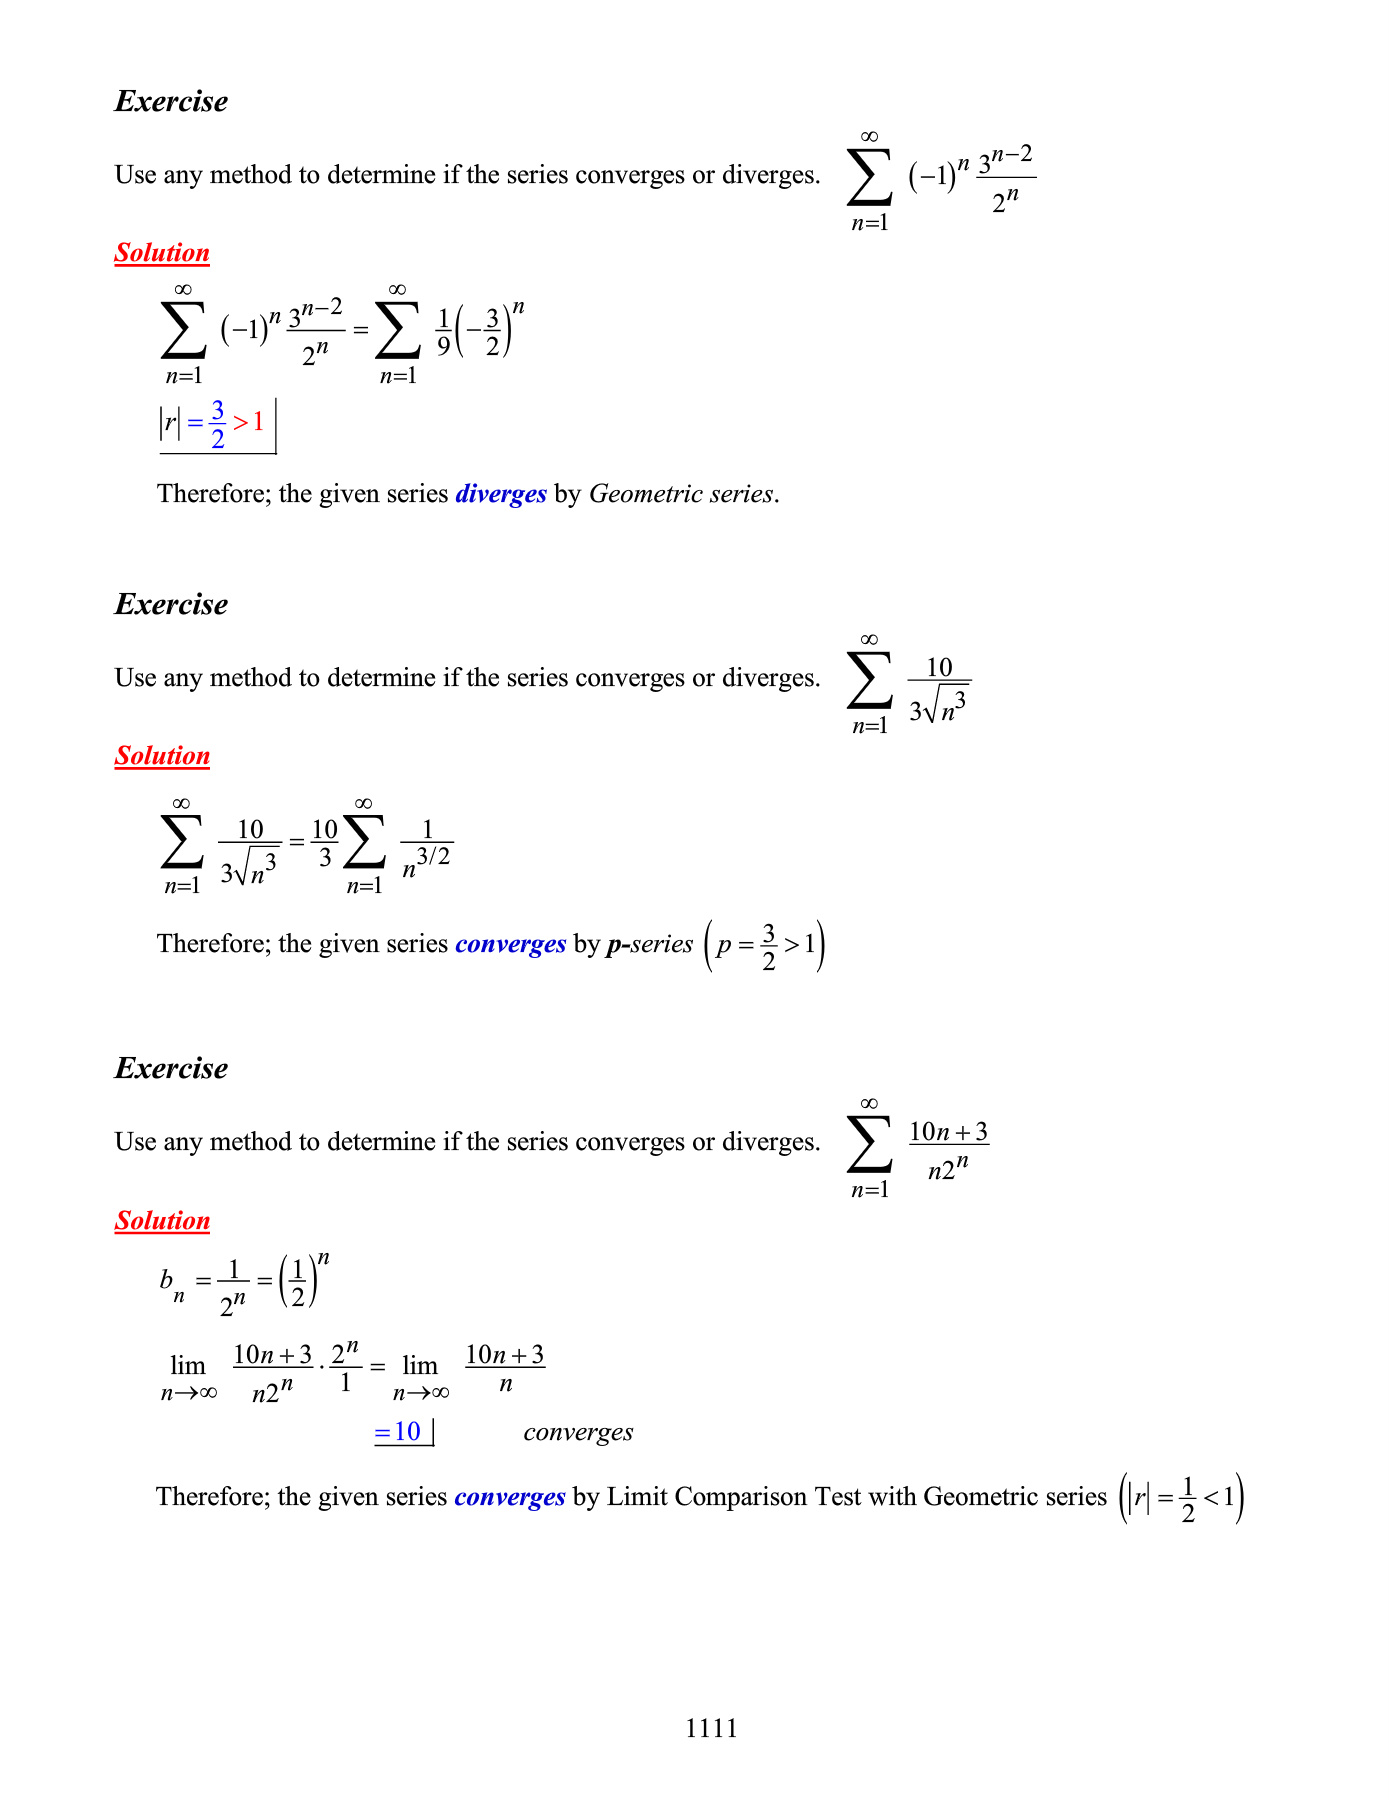 Exercise
Use any method to determine if the series converges or diverges. $\sum_{n=1}^{\infty} (-1)^n \frac{3^{n-2}}{2^n}$
Solution
$\sum_{n=1}^{\infty} (-1)^n \frac{3^{n-2}}{2^n} = \sum_{n=1}^{\infty} \frac{1}{9} \left(-\frac{3}{2}\right)^n$
$|r| = \frac{3}{2} > 1$
Therefore; the given series diverges by Geometric series.
Exercise
Use any method to determine if the series converges or diverges. $\sum_{n=1}^{\infty} \frac{10}{3\sqrt{n^3}}$
Solution
$\sum_{n=1}^{\infty} \frac{10}{3\sqrt{n^3}} = \frac{10}{3} \sum_{n=1}^{\infty} \frac{1}{n^{3/2}}$
Therefore; the given series converges by p-series $\left(p = \frac{3}{2} > 1\right)$
Exercise
Use any method to determine if the series converges or diverges. $\sum_{n=1}^{\infty} \frac{10n+3}{n2^n}$
Solution
$b_n = \frac{1}{2^n} = \left(\frac{1}{2}\right)^n$
$\lim_{n\to\infty} \frac{10n+3}{n2^n} \cdot \frac{2^n}{1} = \lim_{n\to\infty} \frac{10n+3}{n}$
$= 10$ converges
Therefore; the given series converges by Limit Comparison Test with Geometric series $\left(|r| = \frac{1}{2} < 1\right)$
1111